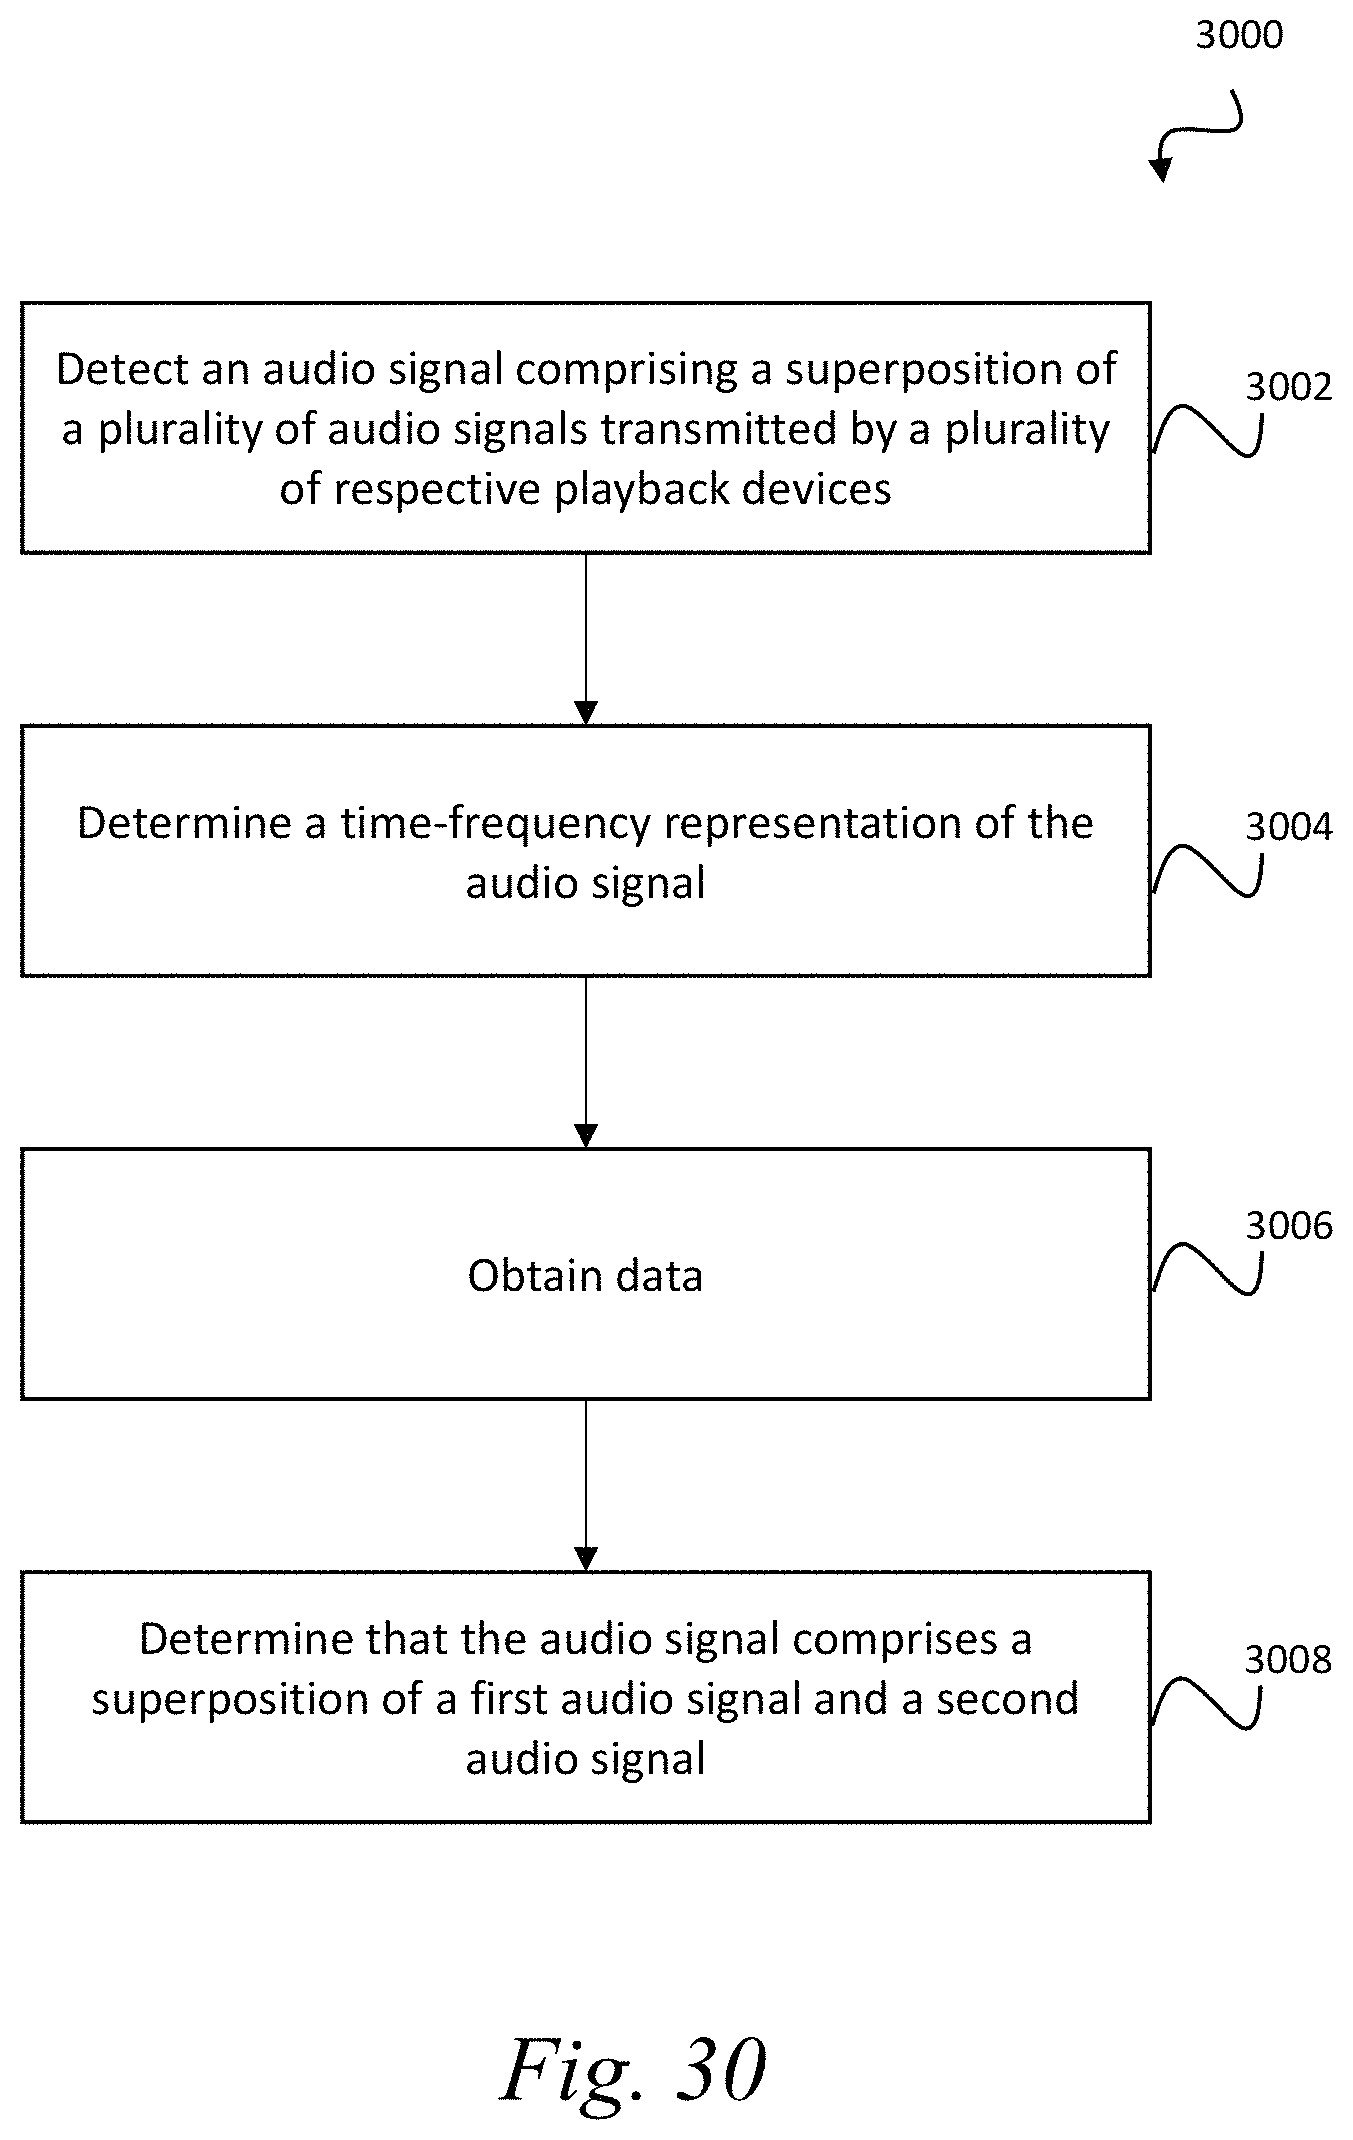 3000
Detect an audio signal comprising a superposition of
a plurality of audio signals transmitted by a plurality
of respective playback devices
3002
Determine a time-frequency representation of the
audio signal
3004
Obtain data
3006
Determine that the audio signal comprises a
superposition of a first audio signal and a second
audio signal
3008
Fig. 30